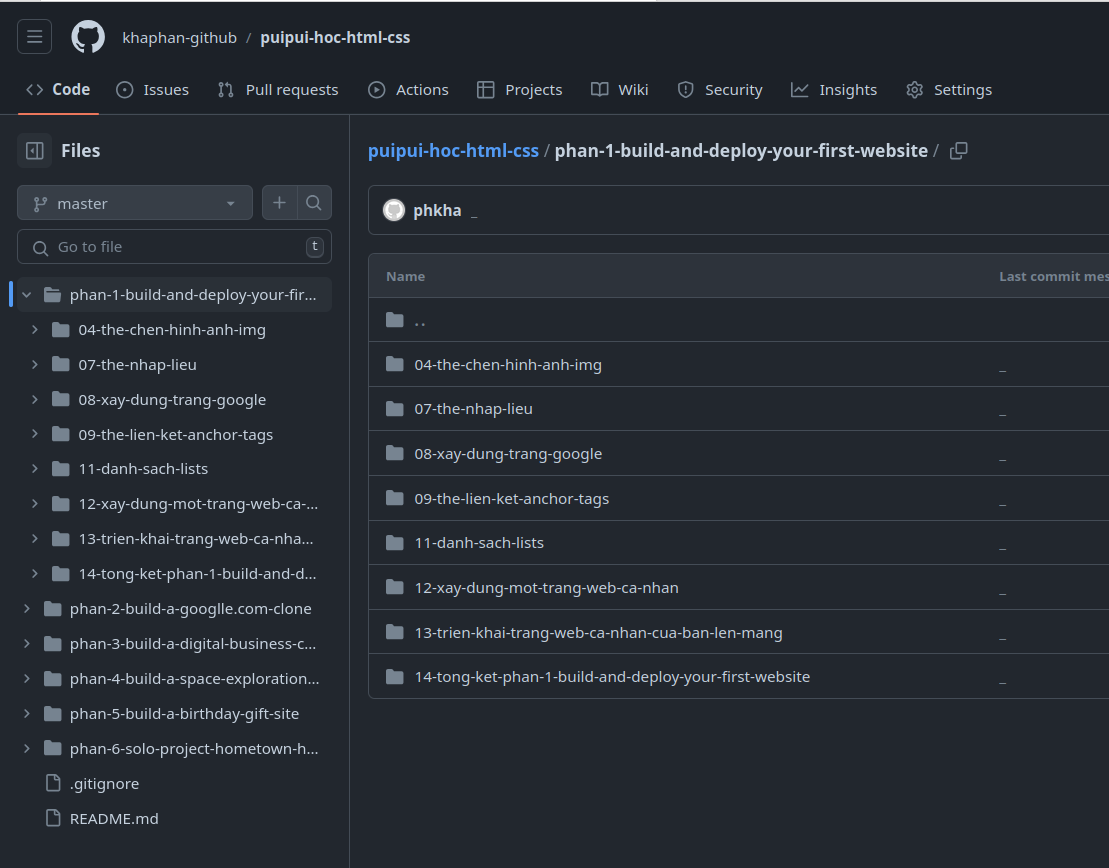 khaphan-github / puipui-hoc-html-css
Code Issues Pull requests Actions Projects Wiki Security Insights Settings
Files
master
Go to file t
phan-1-build-and-deploy-your-fir...
04-the-chen-hinh-anh-img
07-the-nhap-lieu
08-xay-dung-trang-google
09-the-lien-ket-anchor-tags
11-danh-sach-lists
12-xay-dung-mot-trang-web-ca-...
13-trien-khai-trang-web-ca-nha...
14-tong-ket-phan-1-build-and-d...
phan-2-build-a-googlle.com-clone
phan-3-build-a-digital-business-c...
phan-4-build-a-space-exploration...
phan-5-build-a-birthday-gift-site
phan-6-solo-project-hometown-h...
.gitignore
README.md
puipui-hoc-html-css / phan-1-build-and-deploy-your-first-website /
phkha _
Name Last commit mes
..
04-the-chen-hinh-anh-img _
07-the-nhap-lieu _
08-xay-dung-trang-google _
09-the-lien-ket-anchor-tags _
11-danh-sach-lists _
12-xay-dung-mot-trang-web-ca-nhan _
13-trien-khai-trang-web-ca-nhan-cua-ban-len-mang _
14-tong-ket-phan-1-build-and-deploy-your-first-website _